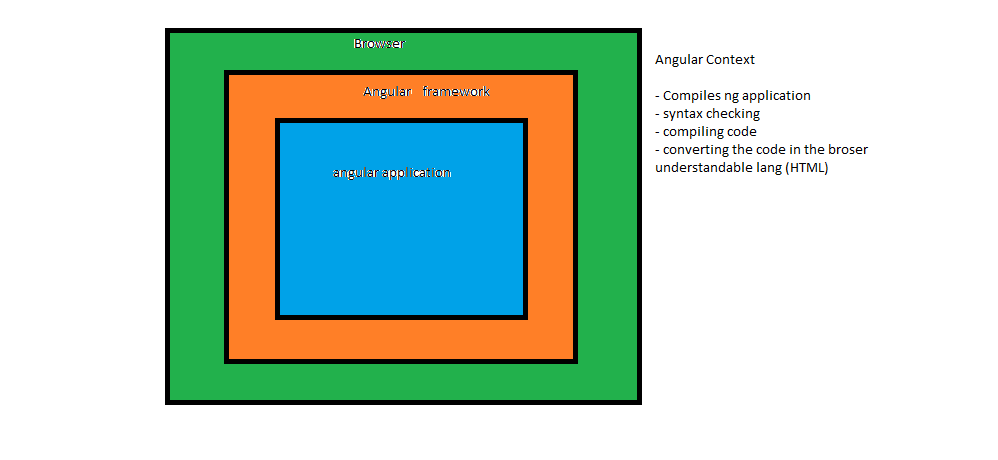 Browser
Angular framework
angular application
Angular Context
- Compiles ng application
- syntax checking
- compiling code
- converting the code in the broser
understandable lang (HTML)